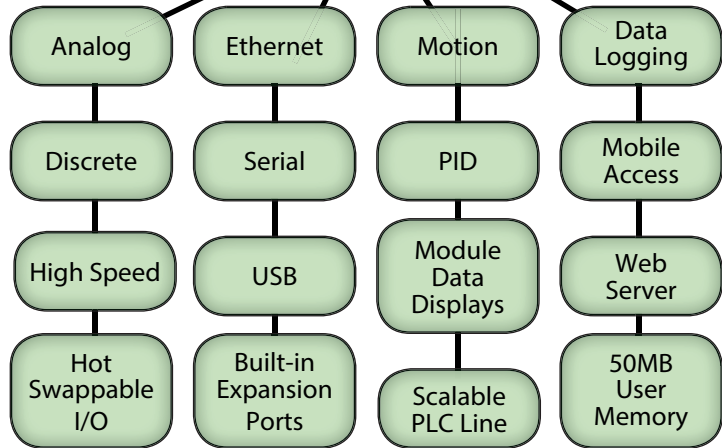 Analog
Discrete
High Speed
Hot
Swappable
I/O
Ethernet
Serial
USB
Built-in
Expansion
Ports
Motion
PID
Module
Data
Displays
Scalable
PLC Line
Data
Logging
Mobile
Access
Web
Server
50MB
User
Memory